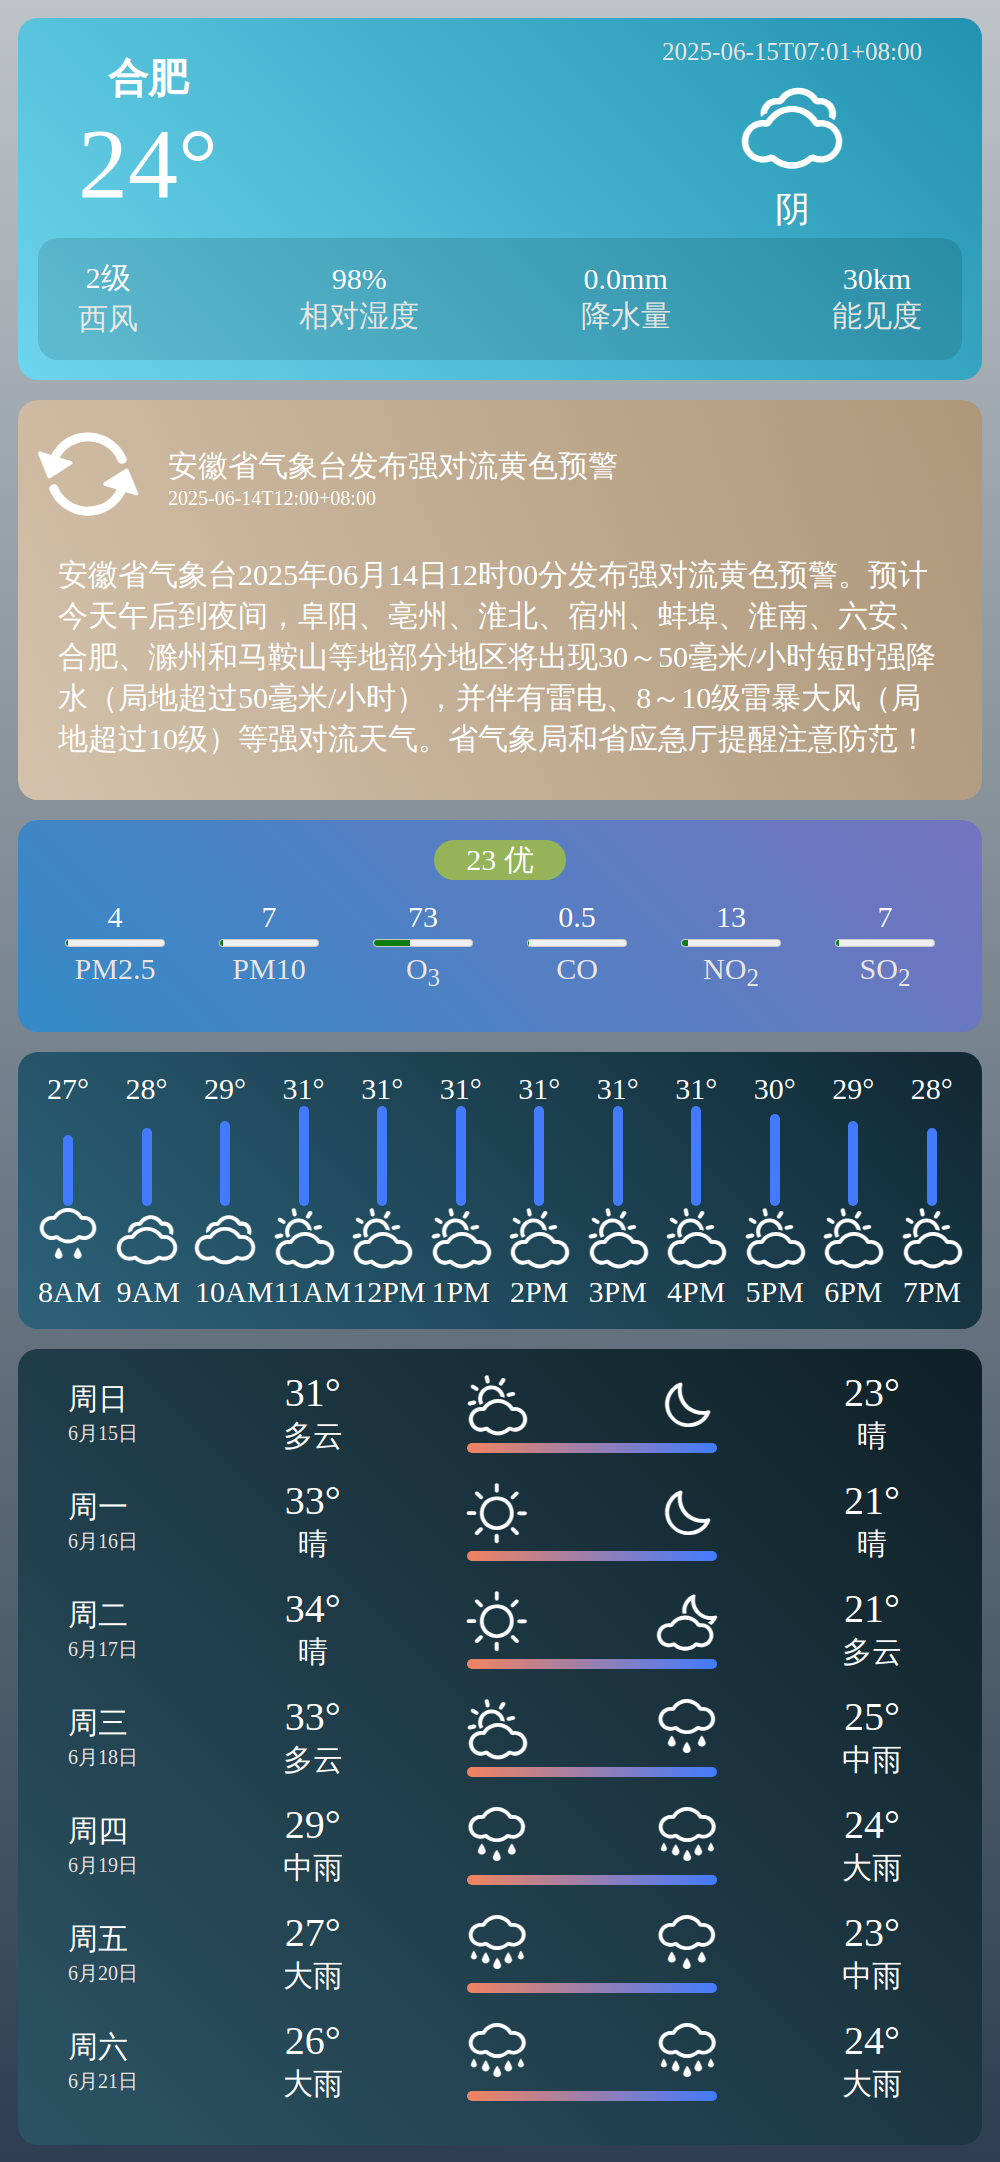 合肥
2025-06-15T07:01+08:00
24°
阴
2级 98% 0.0mm 30km
西风 相对湿度 降水量 能见度
安徽省气象台发布强对流黄色预警
2025-06-14T12:00+08:00
安徽省气象台2025年06月14日12时00分发布强对流黄色预警。预计
今天午后到夜间，阜阳、亳州、淮北、宿州、蚌埠、淮南、六安、
合肥、滁州和马鞍山等地部分地区将出现30～50毫米/小时短时强降
水（局地超过50毫米/小时），并伴有雷电、8～10级雷暴大风（局
地超过10级）等强对流天气。省气象局和省应急厅提醒注意防范！
23 优
4 7 73 0.5 13 7
PM2.5 PM10 O3 CO NO2 SO2
27° 28° 29° 31° 31° 31° 31° 31° 31° 30° 29° 28°
8AM 9AM 10AM 11AM 12PM 1PM 2PM 3PM 4PM 5PM 6PM 7PM
周日 31° 23°
6月15日 多云 晴
周一 33° 21°
6月16日 晴 晴
周二 34° 21°
6月17日 晴 多云
周三 33° 25°
6月18日 多云 中雨
周四 29° 24°
6月19日 中雨 大雨
周五 27° 23°
6月20日 大雨 中雨
周六 26° 24°
6月21日 大雨 大雨